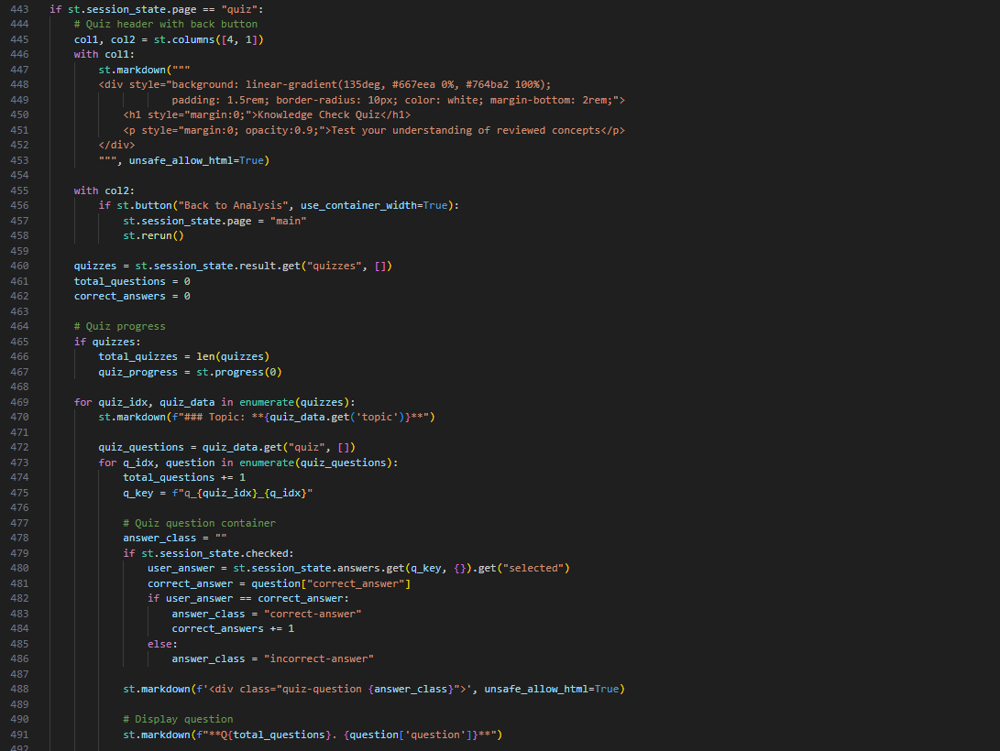 443 if st.session_state.page == "quiz":
444     # Quiz header with back button
445     col1, col2 = st.columns([4, 1])
446     with col1:
447         st.markdown("""
448         <div style="background: linear-gradient(135deg, #667eea 0%, #764ba2 100%);
449                     padding: 1.5rem; border-radius: 10px; color: white; margin-bottom: 2rem;">
450             <h1 style="margin:0;">Knowledge Check Quiz</h1>
451             <p style="margin:0; opacity:0.9;">Test your understanding of reviewed concepts</p>
452         </div>
453         """, unsafe_allow_html=True)
454
455     with col2:
456         if st.button("Back to Analysis", use_container_width=True):
457             st.session_state.page = "main"
458             st.rerun()
459
460     quizzes = st.session_state.result.get("quizzes", [])
461     total_questions = 0
462     correct_answers = 0
463
464     # Quiz progress
465     if quizzes:
466         total_quizzes = len(quizzes)
467         quiz_progress = st.progress(0)
468
469     for quiz_idx, quiz_data in enumerate(quizzes):
470         st.markdown(f"### Topic: **{quiz_data.get('topic')}**")
471
472         quiz_questions = quiz_data.get("quiz", [])
473         for q_idx, question in enumerate(quiz_questions):
474             total_questions += 1
475             q_key = f"q_{quiz_idx}_{q_idx}"
476
477             # Quiz question container
478             answer_class = ""
479             if st.session_state.checked:
480                 user_answer = st.session_state.answers.get(q_key, {}).get("selected")
481                 correct_answer = question["correct_answer"]
482                 if user_answer == correct_answer:
483                     answer_class = "correct-answer"
484                     correct_answers += 1
485                 else:
486                     answer_class = "incorrect-answer"
487
488             st.markdown(f'<div class="quiz-question {answer_class}">', unsafe_allow_html=True)
489
490             # Display question
491             st.markdown(f"**Q{total_questions}. {question['question']}**")
492